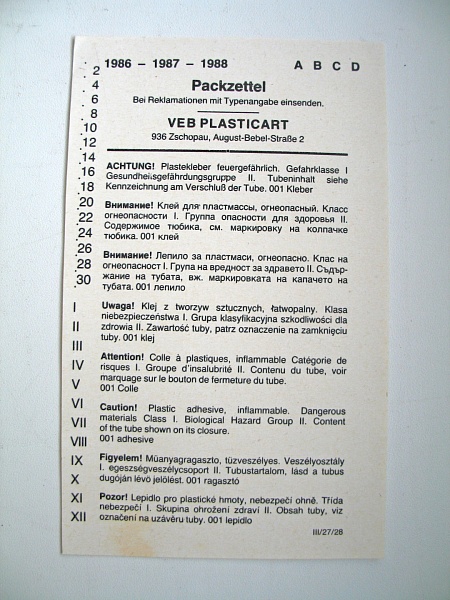 1986 – 1987 – 1988 A B C D
Packzettel
Bei Reklamationen mit Typenangabe einsenden.
VEB PLASTICART
936 Zschopau, August-Bebel-Straße 2
2
4
6
8
10
12
14
16
18
20
22
24
26
28
30
I
II
III
IV
V
VI
VII
VIII
IX
X
XI
XII
ACHTUNG! Plastekleber feuergefährlich. Gefahrklasse I
Gesundheitsgefährdungsgruppe II. Tubeninhalt siehe
Kennzeichnung am Verschluß der Tube. 001 Kleber
Внимание! Клей для пластмассы, огнеопасный. Класс
огнеопасности I. Группа опасности для здоровья II.
Содержимое тюбика, см. маркировку на колпачке
тюбика. 001 клей
Внимание! Лепило за пластмаси, огнеопасно. Клас на
огнеопасност I. Група на вредност за здравето II. Съдър-
жание на тубата, вж. маркировката на капачето на
тубата. 001 лепило
Uwaga! Klej z tworzyw sztucznych, łatwopalny. Klasa
niebezpieczeństwa I. Grupa klasyfikacyjna szkodliwości dla
zdrowia II. Zawartość tuby, patrz oznaczenie na zamknięciu
tuby. 001 klej
Attention! Colle à plastiques, inflammable Catégorie de
risques I. Groupe d'insalubrité II. Contenu du tube, voir
marquage sur le bouton de fermeture du tube.
001 Colle
Caution! Plastic adhesive, inflammable. Dangerous
materials Class I. Biological Hazard Group II. Content
of the tube shown on its closure.
001 adhesive
Figyelem! Műanyagragasztó, tűzveszélyes. Veszélyosztály
I. egészségveszélycsoport II. Tubustartalom, lásd a tubus
dugóján lévő jelölést. 001 ragasztó
Pozor! Lepidlo pro plastické hmoty, nebezpečí ohně. Třída
nebezpečí I. Skupina ohrožení zdraví II. Obsah tuby, viz
označení na uzávěru tuby. 001 lepidlo
III/27/26